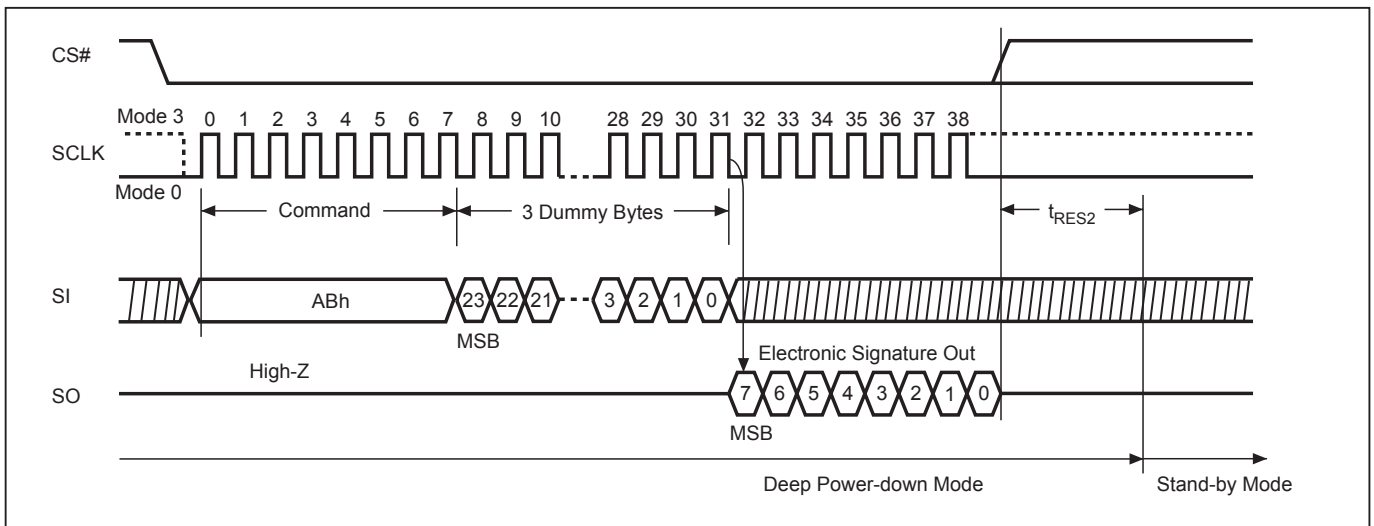 CS#
Mode 3 0 1 2 3 4 5 6 7 8 9 10 28 29 30 31 32 33 34 35 36 37 38
SCLK
Mode 0
Command 3 Dummy Bytes tRES2
SI ABh 23 22 21 3 2 1 0
MSB
High-Z Electronic Signature Out
SO 7 6 5 4 3 2 1 0
MSB
Deep Power-down Mode Stand-by Mode